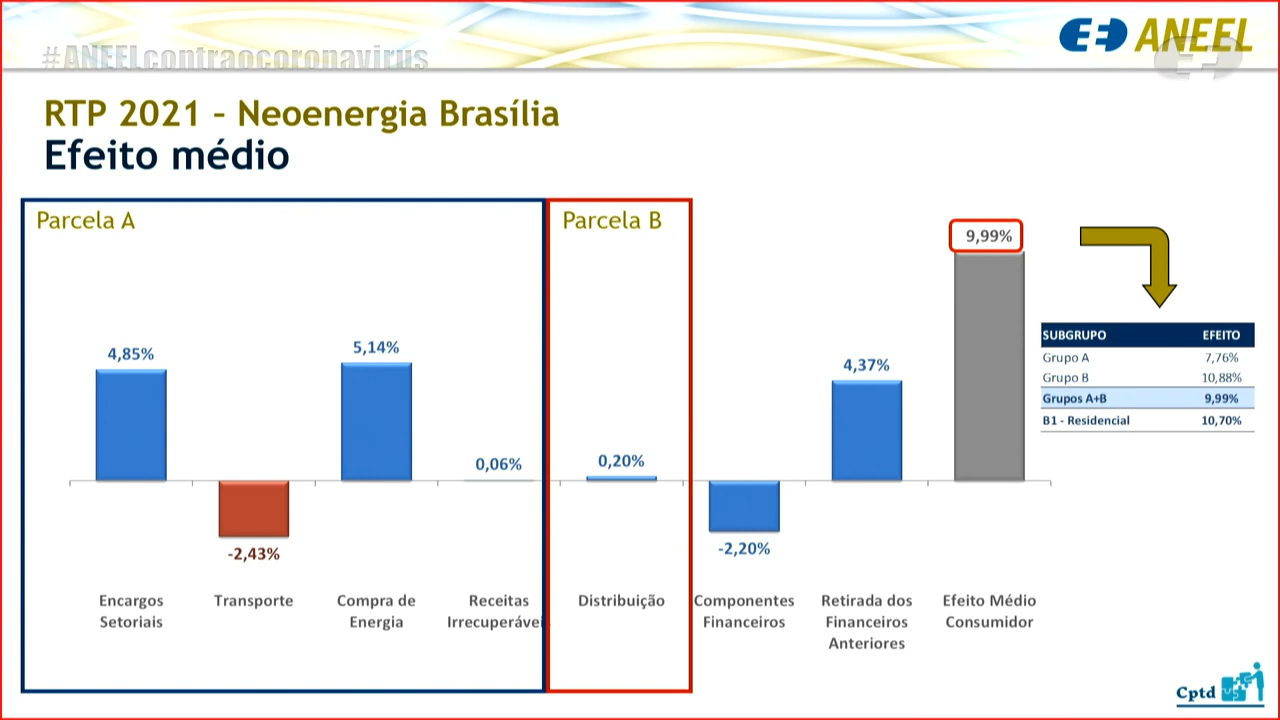 #ANEELcontraocoronavirus
ANEEL
RTP 2021 – Neoenergia Brasília
Efeito médio
Parcela A
Parcela B
4,85%
-2,43%
5,14%
0,06%
0,20%
-2,20%
4,37%
9,99%
Encargos
Setoriais
Transporte
Compra de
Energia
Receitas
Irrecuperávei
Distribuição
Componentes
Financeiros
Retirada dos
Financeiros
Anteriores
Efeito Médio
Consumidor
SUBGRUPO EFEITO
Grupo A 7,76%
Grupo B 10,88%
Grupos A+B 9,99%
B1 - Residencial 10,70%
Cptd